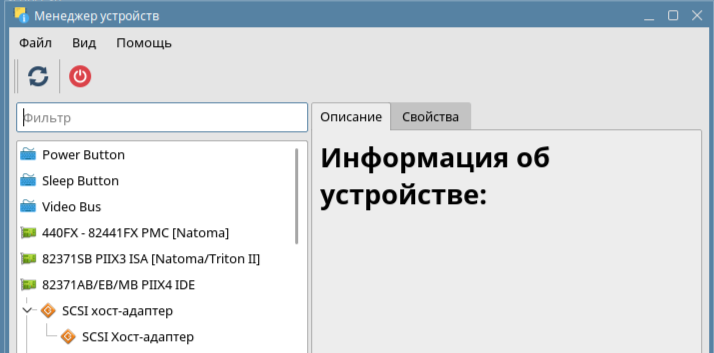 Менеджер устройств
Файл Вид Помощь
Фильтр
Описание Свойства
Power Button
Sleep Button
Video Bus
440FX - 82441FX PMC [Natoma]
82371SB PIIX3 ISA [Natoma/Triton II]
82371AB/EB/MB PIIX4 IDE
SCSI хост-адаптер
SCSI Хост-адаптер
Информация об
устройстве: